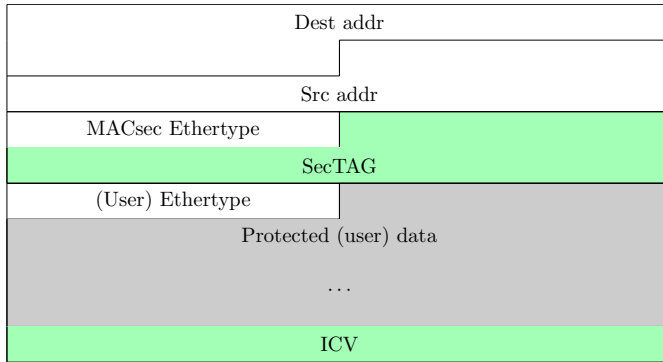 Dest addr
Src addr
MACsec Ethertype
SecTAG
(User) Ethertype
Protected (user) data
...
ICV